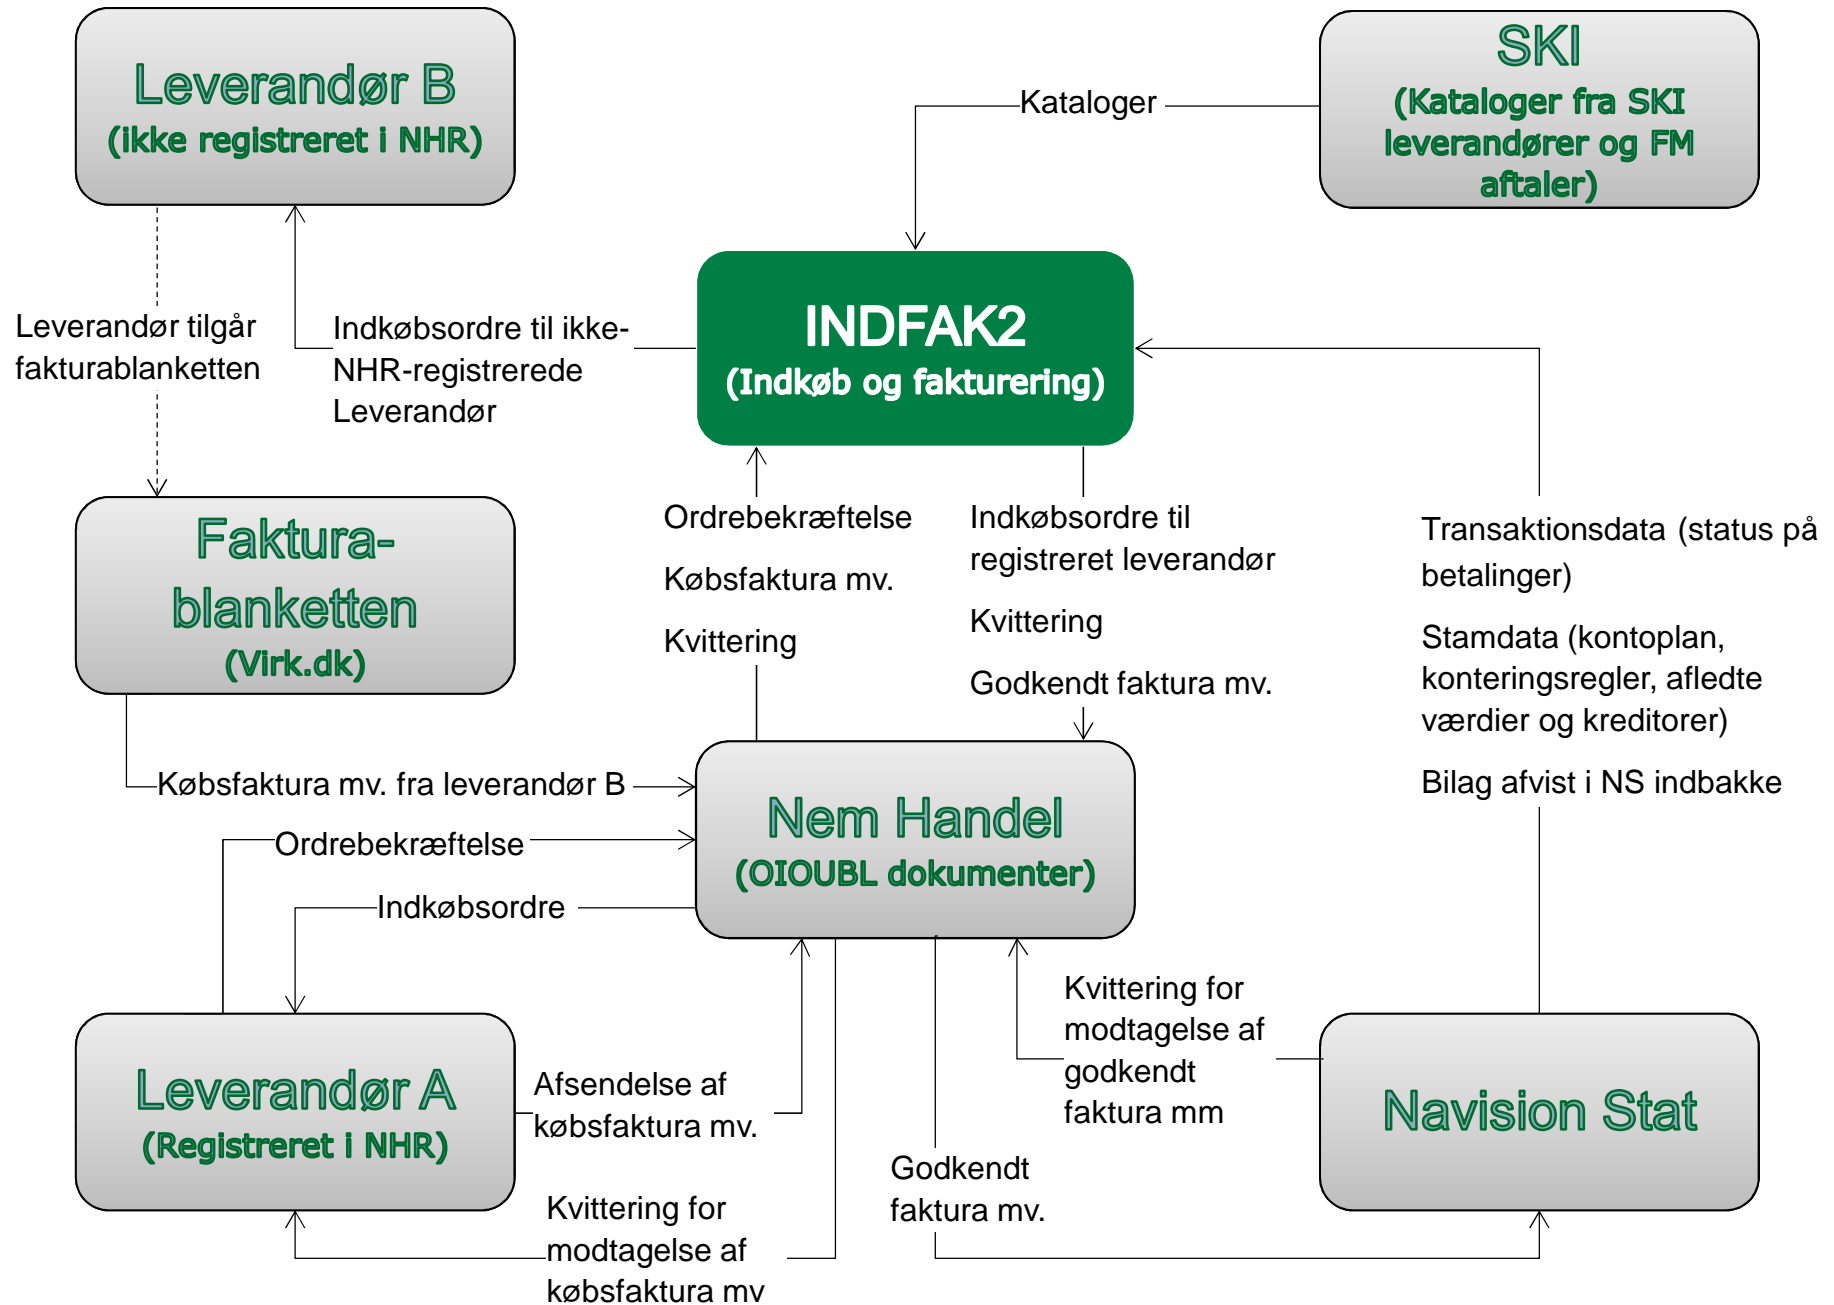 Leverandør B
(ikke registreret i NHR)
SKI
(Kataloger fra SKI
leverandører og FM
aftaler)
Kataloger
INDFAK2
(Indkøb og fakturering)
Leverandør tilgår
fakturablanketten
Indkøbsordre til ikke-
NHR-registrerede
Leverandør
Faktura-
blanketten
(Virk.dk)
Ordrebekræftelse
Købsfaktura mv.
Kvittering
Indkøbsordre til
registreret leverandør
Kvittering
Godkendt faktura mv.
Transaktionsdata (status på
betalinger)
Stamdata (kontoplan,
konteringsregler, afledte
værdier og kreditorer)
Bilag afvist i NS indbakke
Købsfaktura mv. fra leverandør B
Ordrebekræftelse
Indkøbsordre
Nem Handel
(OIOUBL dokumenter)
Leverandør A
(Registreret i NHR)
Afsendelse af
købsfaktura mv.
Kvittering for
modtagelse af
godkendt
faktura mm
Navision Stat
Godkendt
faktura mv.
Kvittering for
modtagelse af
købsfaktura mv